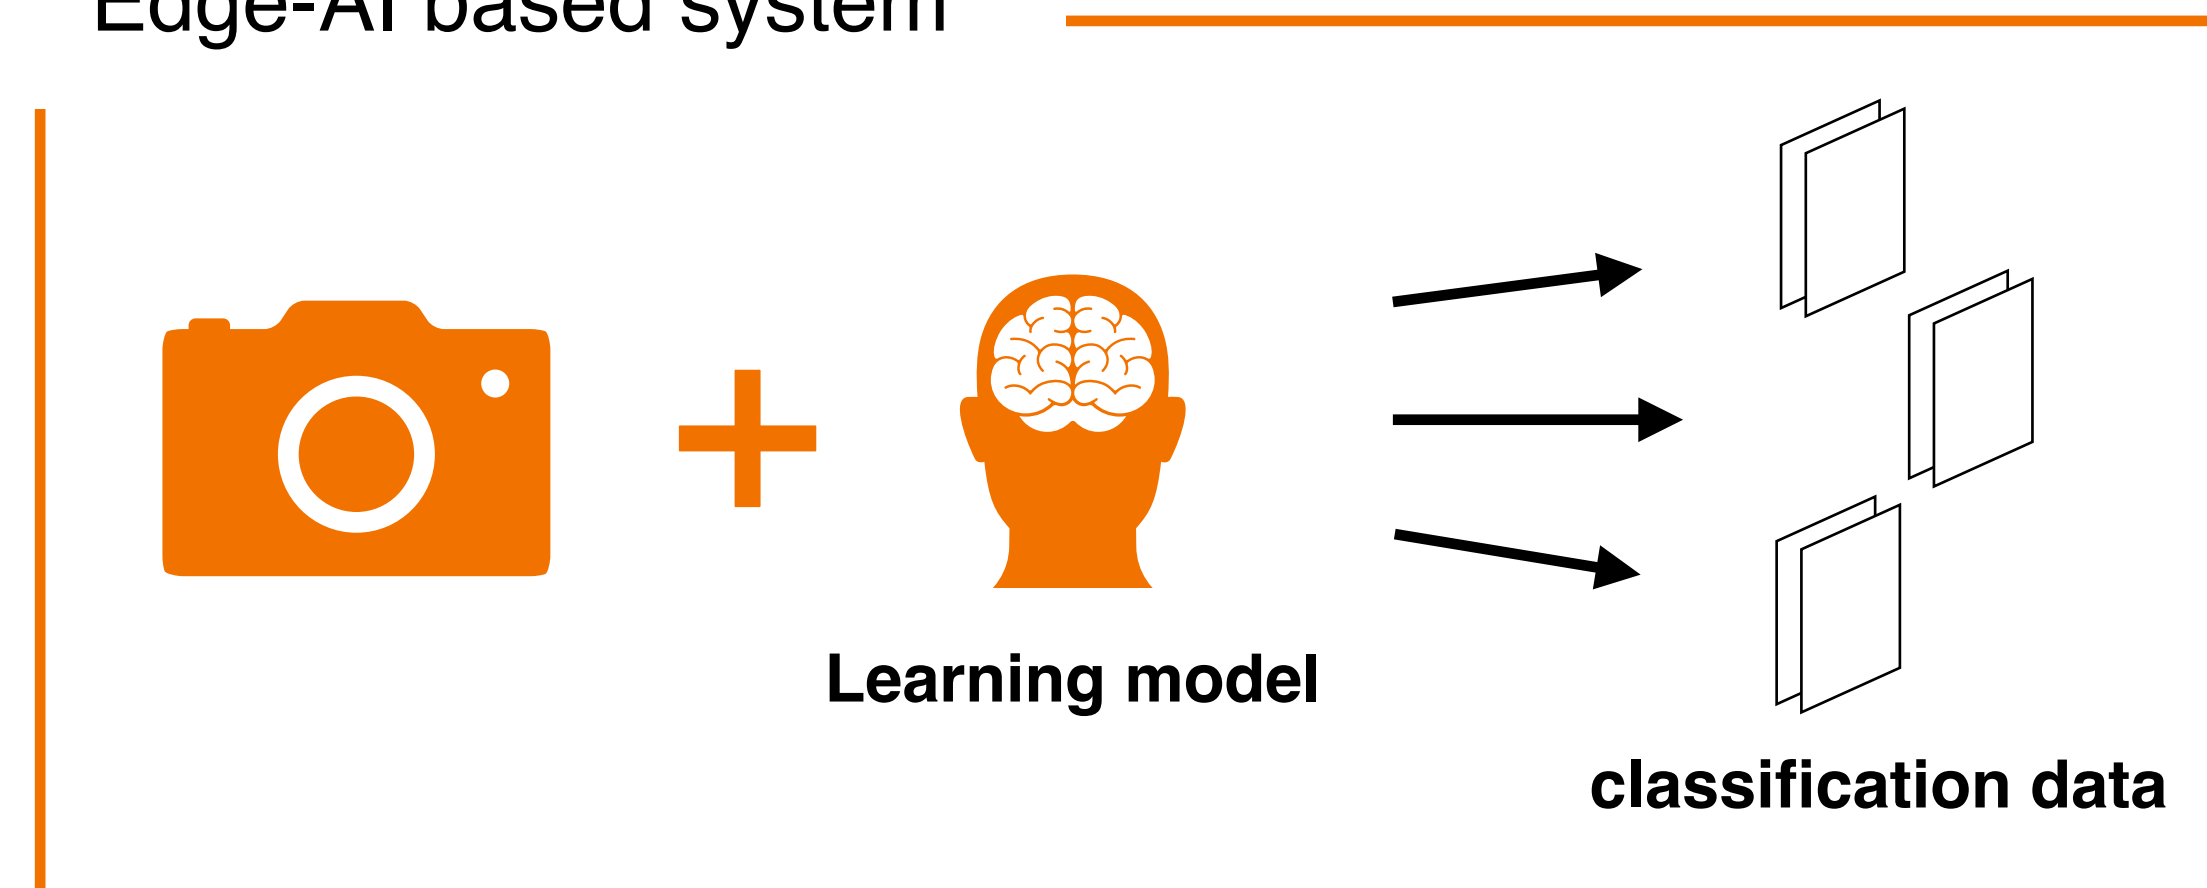 Edge-AI based system
Learning model
classification data